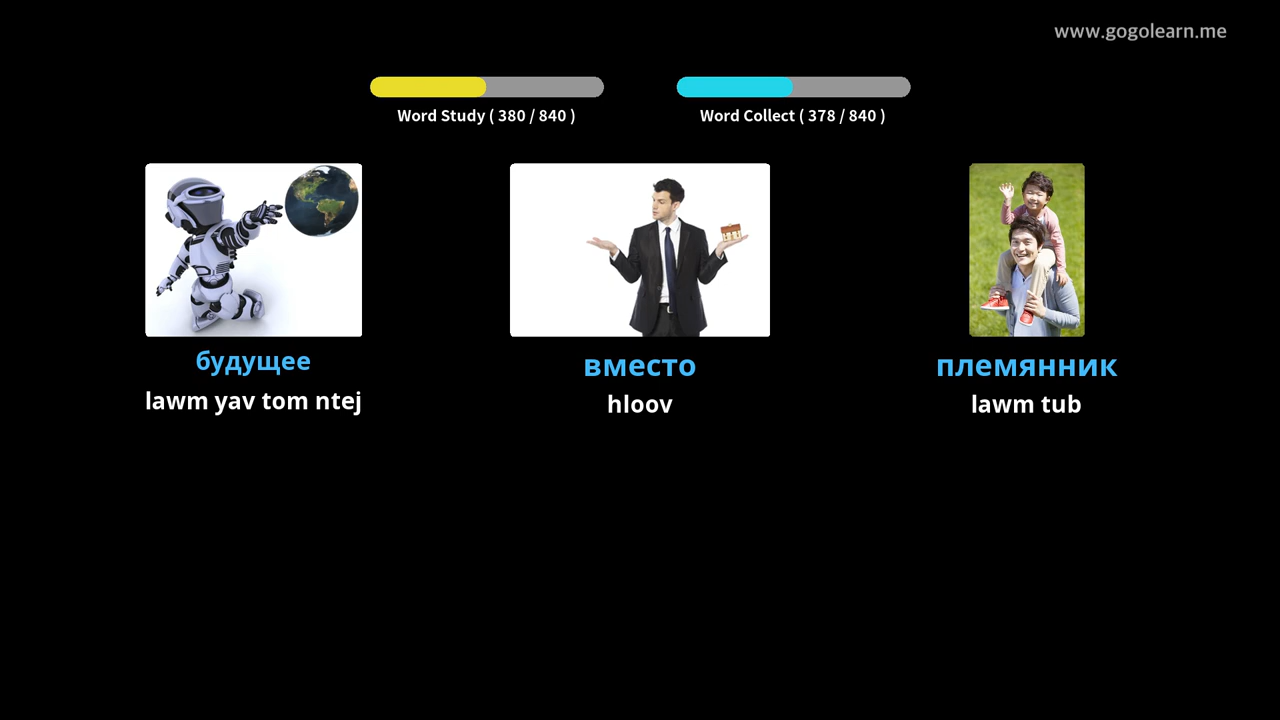 www.gogolearn.me
Word Study ( 380 / 840 )
Word Collect ( 378 / 840 )
будущее
lawm yav tom ntej
вместо
hloov
племянник
lawm tub